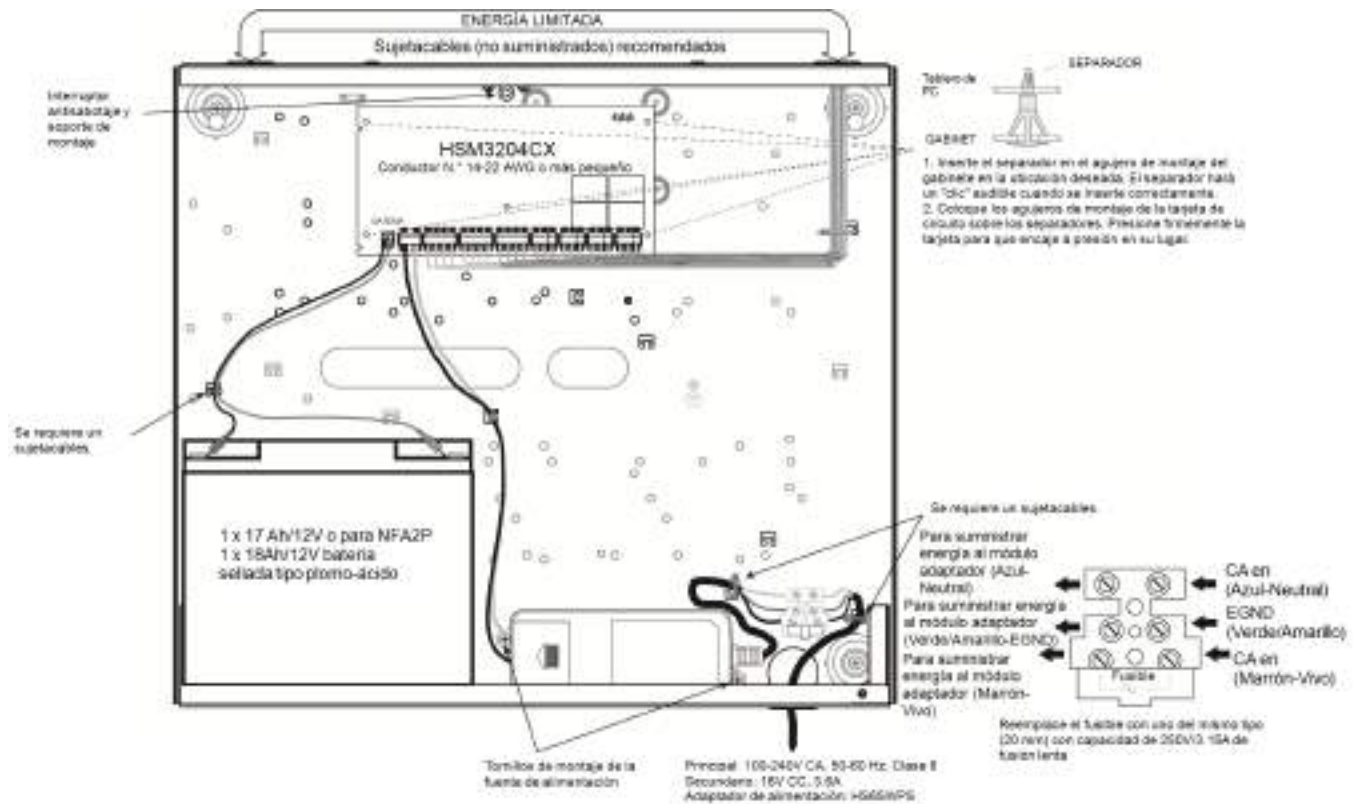 ENERGÍA LIMITADA
Sujetacables (no suministrados) recomendados
Interruptor
antisabotaje y
soporte de
montaje
HSM3204CX
Conductor N.° 14-22 AWG o más pequeño
SEPARADOR
Tablero de
PC
GABINET
1. Inserte el separador en el agujero de montaje del
gabinete en la ubicación deseada. El separador hará
un "clic" audible cuando se inserte correctamente.
2. Coloque los agujeros de montaje de la tarjeta de
circuito sobre los separadores. Presione firmemente la
tarjeta para que encaje a presión en su lugar.
Se requiere un
sujetacables.
1 x 17 Ah/12V o para NFA2P
1 x 18Ah/12V batería
sellada tipo plomo-ácido
Se requiere un sujetacables.
Para suministrar
energía al módulo
adaptador (Azul-
Neutral)
Para suministrar energía
al módulo adaptador
(Verde/Amarillo-EGND)
Para suministrar
energía al módulo
adaptador (Marrón-
Vivo)
CA en
(Azul-Neutral)
EGND
(Verde/Amarillo)
CA en
(Marrón-Vivo)
Fusible
Reemplace el fusible con uno del mismo tipo
(20 mm) con capacidad de 250V/3.15A de
fusión lenta
Tornillos de montaje de la
fuente de alimentación
Principal: 100-240V CA, 50-60 Hz, Clase II
Secundario: 18V CC, 3.6A
Adaptador de alimentación: HS65WPS